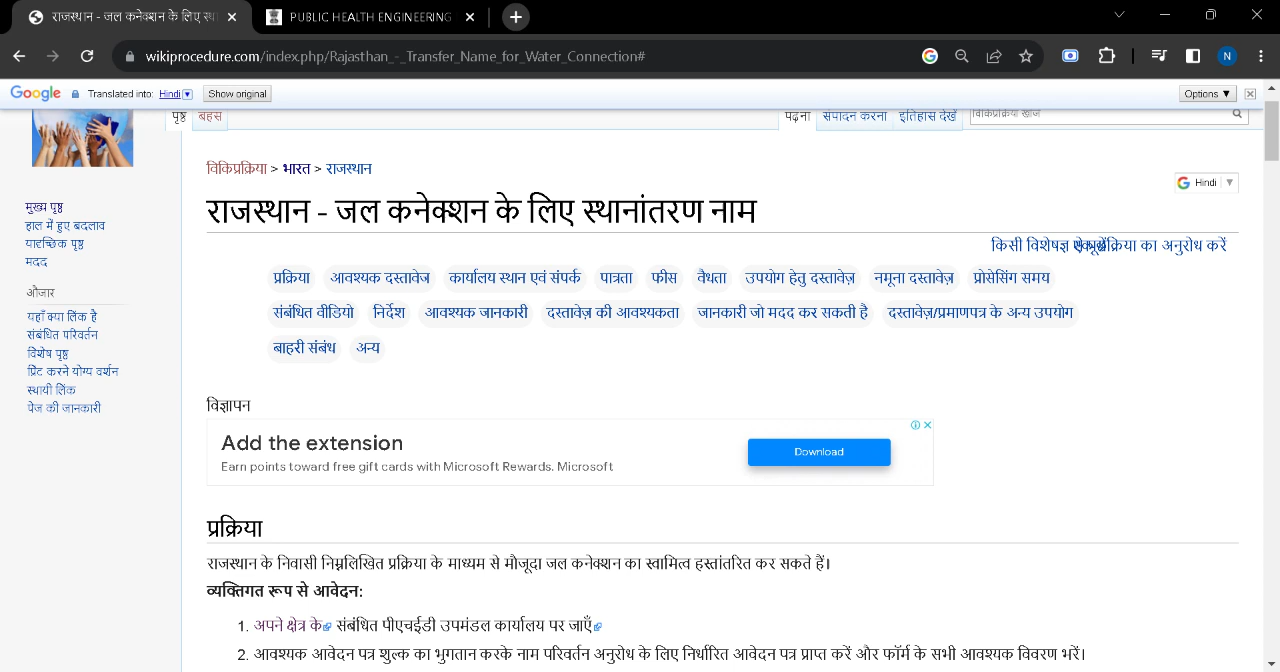 राजस्थान - जल कनेक्शन के लिए स्था
PUBLIC HEALTH ENGINEERING
wikiprocedure.com/index.php/Rajasthan_-_Transfer_Name_for_Water_Connection#
N
Google Translated into: Hindi Show original Options ▼
पृष्ठ बहस पढ़ना संपादन करना इतिहास देखें विकिप्रक्रिया खोज
विकिप्रक्रिया > भारत > राजस्थान
Hindi
मुख्य पृष्ठ
हाल में हुए बदलाव
यादृच्छिक पृष्ठ
मदद
औजार
यहाँ क्या लिंक है
संबंधित परिवर्तन
विशेष पृष्ठ
प्रिंट करने योग्य वर्शन
स्थायी लिंक
पेज की जानकारी
राजस्थान - जल कनेक्शन के लिए स्थानांतरण नाम
किसी विशेषज्ञ प्रक्रिया का अनुरोध करें
प्रक्रिया आवश्यक दस्तावेज कार्यालय स्थान एवं संपर्क पात्रता फीस वैधता उपयोग हेतु दस्तावेज़ नमूना दस्तावेज़ प्रोसेसिंग समय
संबंधित वीडियो निर्देश आवश्यक जानकारी दस्तावेज़ की आवश्यकता जानकारी जो मदद कर सकती है दस्तावेज़/प्रमाणपत्र के अन्य उपयोग
बाहरी संबंध अन्य
विज्ञापन
Add the extension
Earn points toward free gift cards with Microsoft Rewards. Microsoft
Download
प्रक्रिया
राजस्थान के निवासी निम्नलिखित प्रक्रिया के माध्यम से मौजूदा जल कनेक्शन का स्वामित्व हस्तांतरित कर सकते हैं।
व्यक्तिगत रूप से आवेदन:
1. अपने क्षेत्र के संबंधित पीएचईडी उपमंडल कार्यालय पर जाएँ
2. आवश्यक आवेदन पत्र शुल्क का भुगतान करके नाम परिवर्तन अनुरोध के लिए निर्धारित आवेदन पत्र प्राप्त करें और फॉर्म के सभी आवश्यक विवरण भरें।